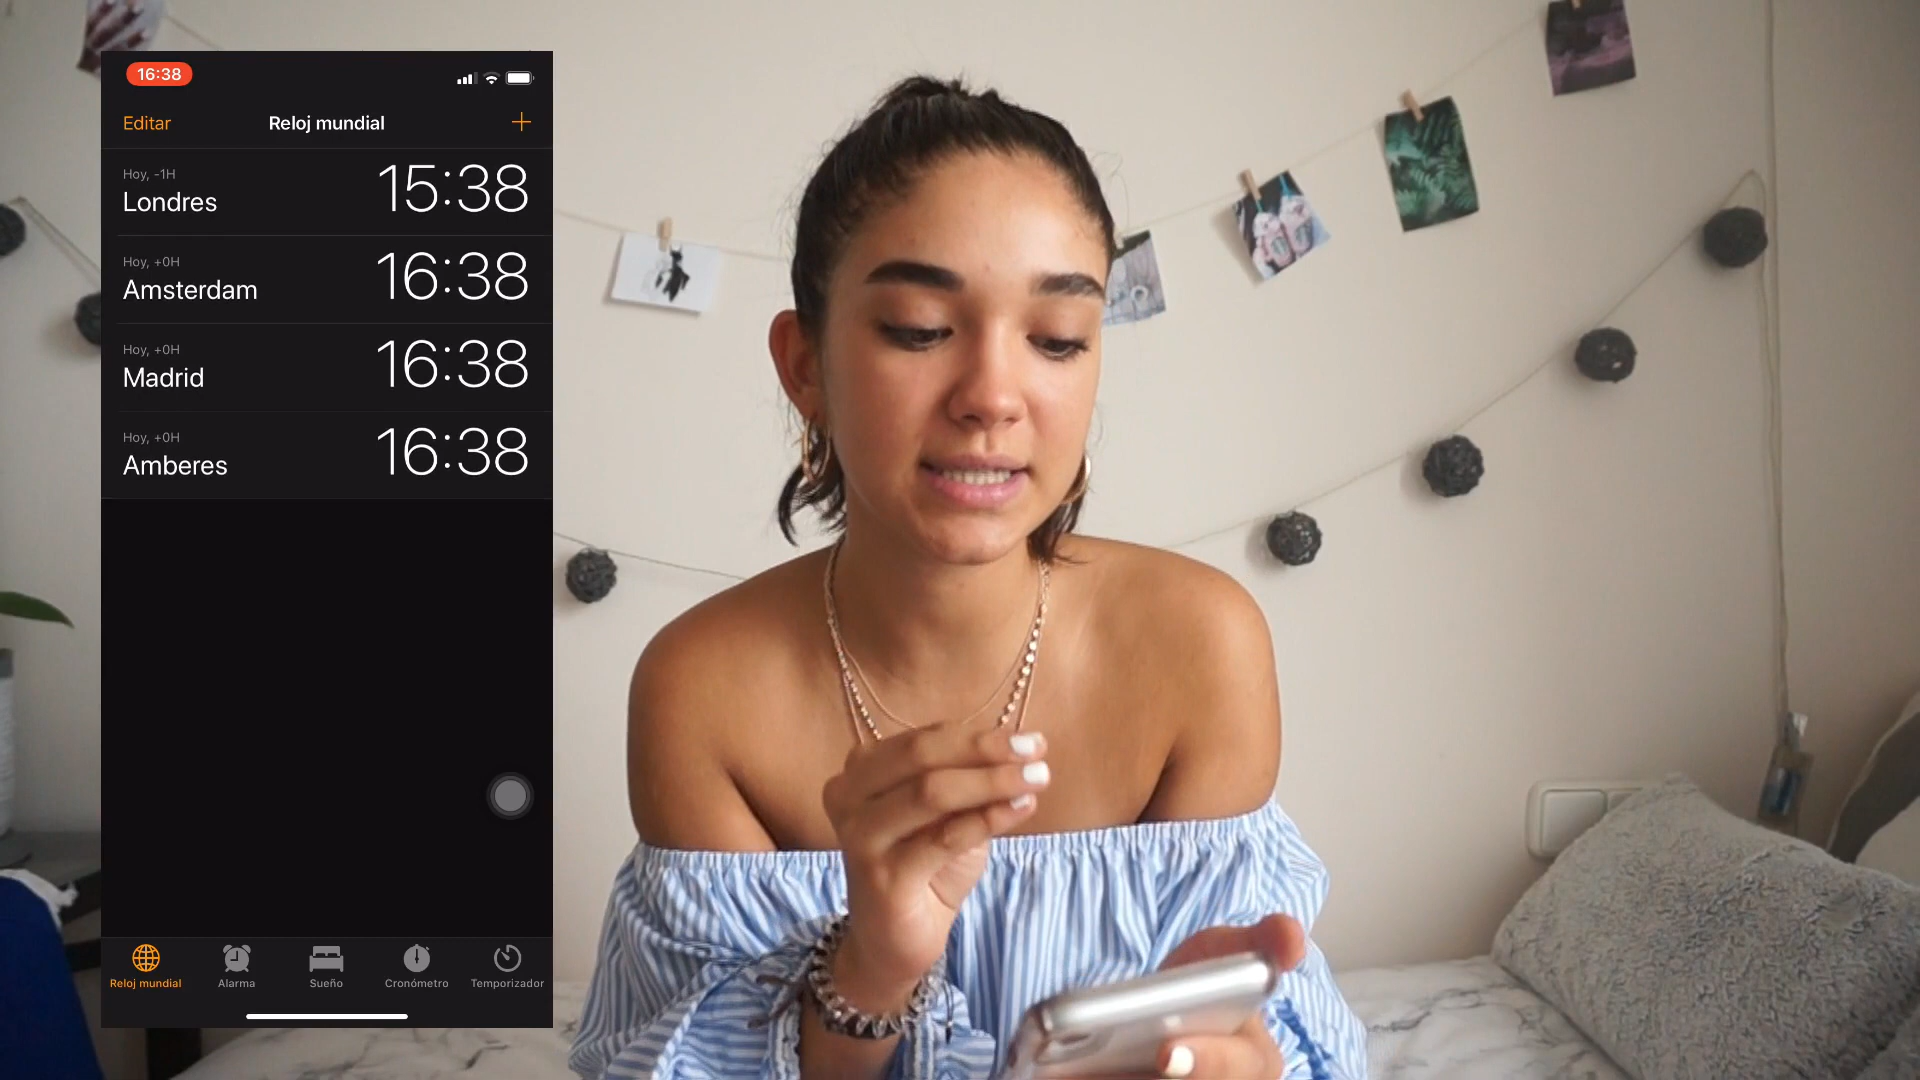 16:38
Editar Reloj mundial +
Hoy, -1H
Londres 15:38
Hoy, +0H
Amsterdam 16:38
Hoy, +0H
Madrid 16:38
Hoy, +0H
Amberes 16:38
Reloj mundial Alarma Sueño Cronómetro Temporizador